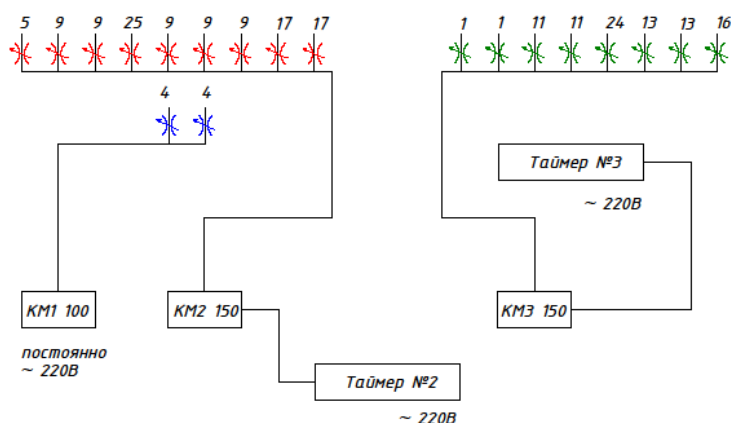 5 9 9 25 9 9 9 17 17
1 1 11 11 24 13 13 16
4 4
Таймер №3
~ 220В
КМ1 100
КМ2 150
КМ3 150
постоянно
~ 220В
Таймер №2
~ 220В